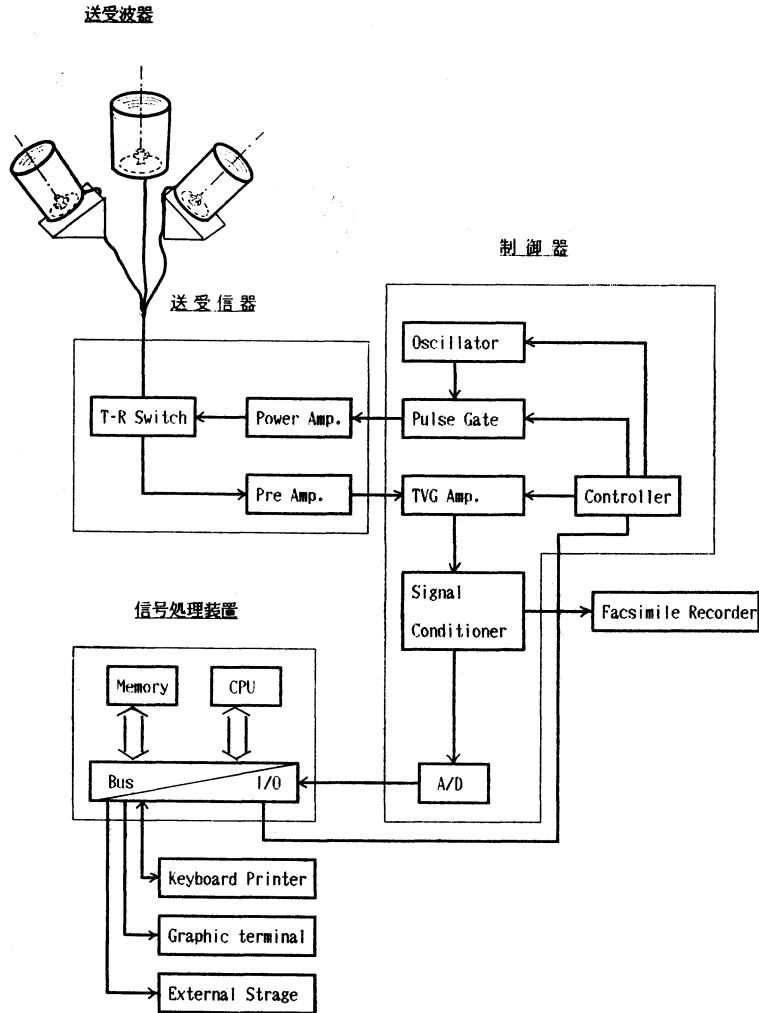 送受波器
制御器
送受信器
Oscillator
T-R Switch
Power Amp.
Pulse Gate
Pre Amp.
TVG Amp.
Controller
Signal
Conditioner
Facsimile Recorder
信号処理装置
Memory
CPU
Bus
I/O
A/D
Keyboard Printer
Graphic terminal
External Strage